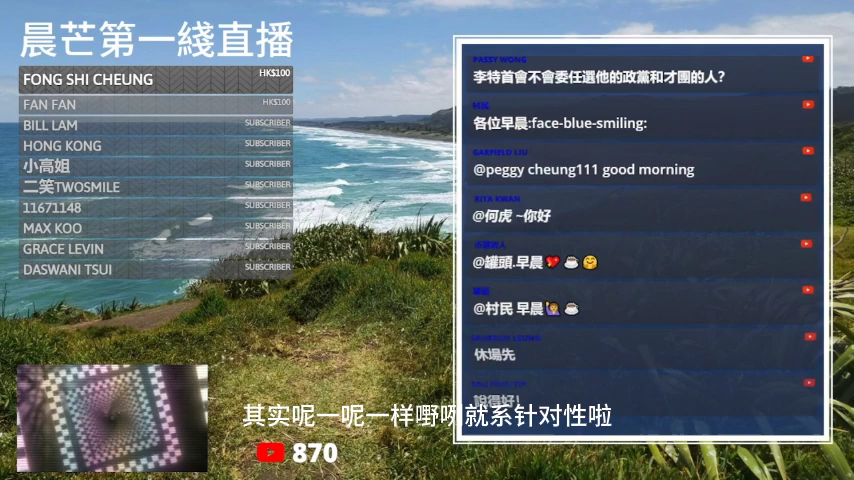 晨芒第一綫直播
FONG SHI CHEUNG HK$100
FAN FAN HK$100
BILL LAM SUBSCRIBER
HONG KONG SUBSCRIBER
小高姐 SUBSCRIBER
二笑TWOSMILE SUBSCRIBER
11671148 SUBSCRIBER
MAX KOO SUBSCRIBER
GRACE LEVIN SUBSCRIBER
DASWANI TSUI SUBSCRIBER
PASSY WONG
李特首會不會委任選他的政黨和才團的人?
各位早晨:face-blue-smiling:
GARFIELD LIU
@peggy cheung111 good morning
RITA KWAN
@何虎 ~你好
@罐頭.早晨💖☕🤗
@村民 早晨🙋☕
休場先
說得好!
其实呢一呢一样嘢咧就系针对性啦
870